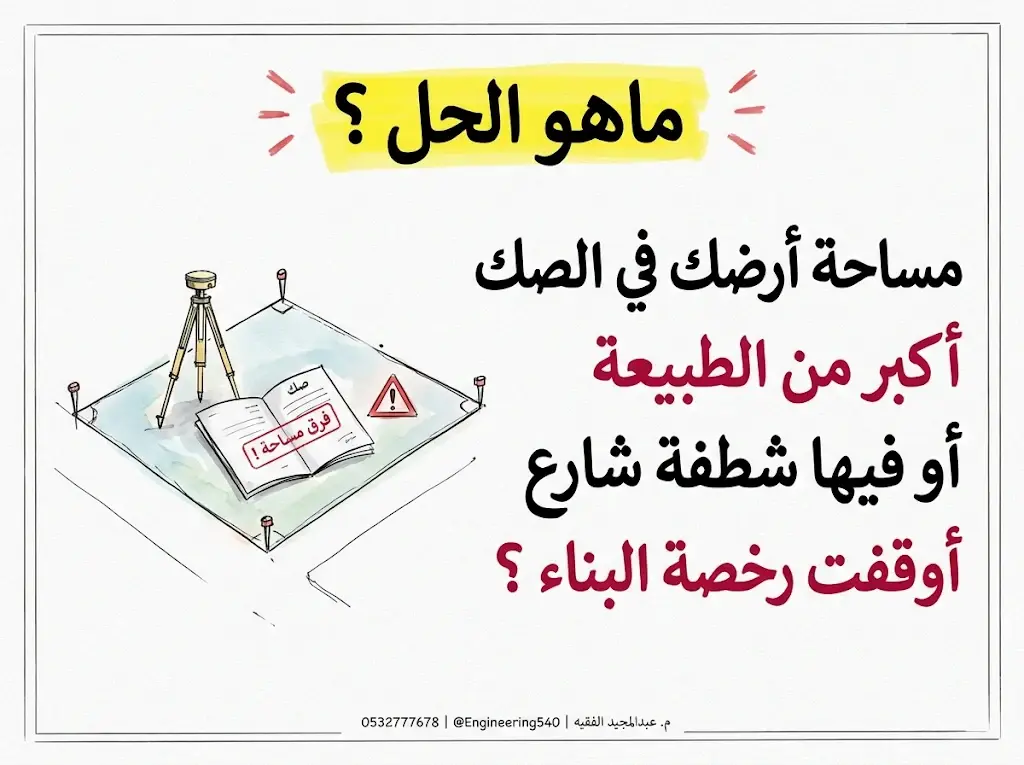 ماهو الحل ؟
مساحة أرضك في الصك
أكبر من الطبيعة
أو فيها شطفة شارع
أوقفت رخصة البناء ؟
صك
فرق مساحة !
م. عبدالمجيد الفقيه | @Engineering540 | 0532777678